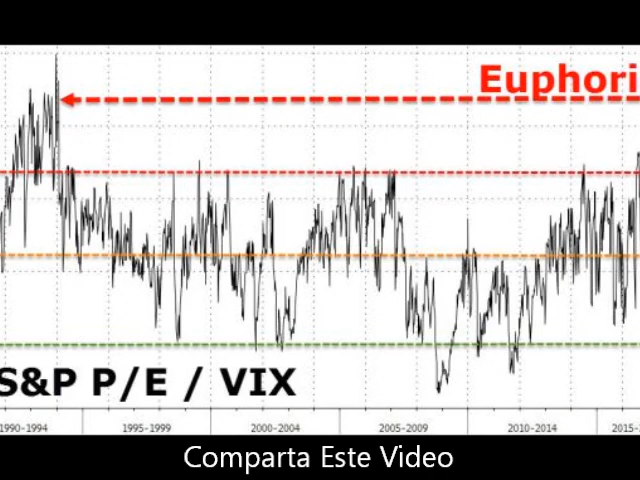 Euphori
S&P P/E / VIX
1990-1994 1995-1999 2000-2004 2005-2009 2010-2014 2015-
Comparta Este Video